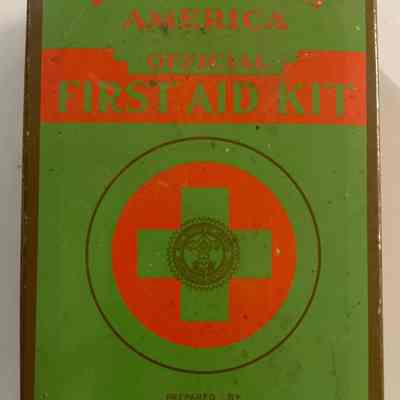 AMERICA
OFFICIAL
FIRST AID KIT
PREPARED BY